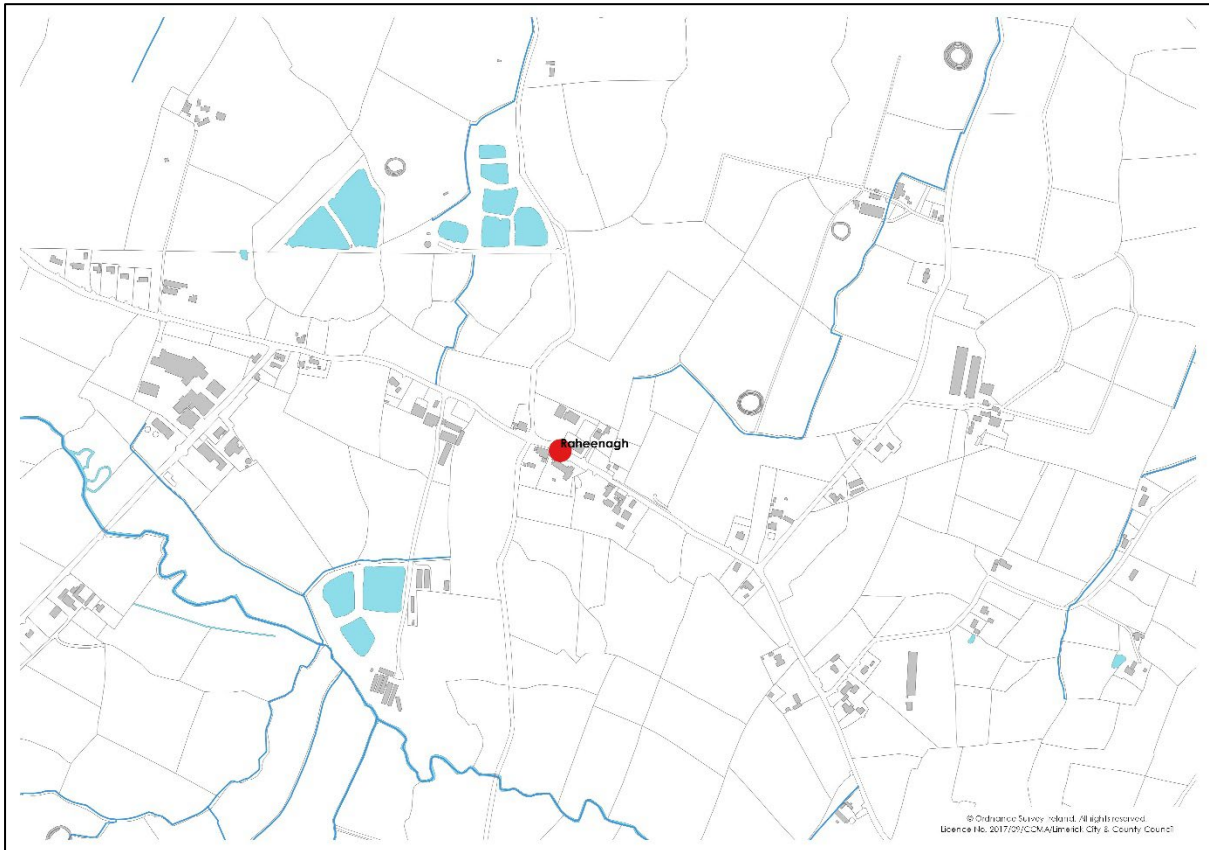 Raheenagh
© Ordnance Survey Ireland. All rights reserved.
Licence No. 2017/09/CCMA/Limerick City & County Council